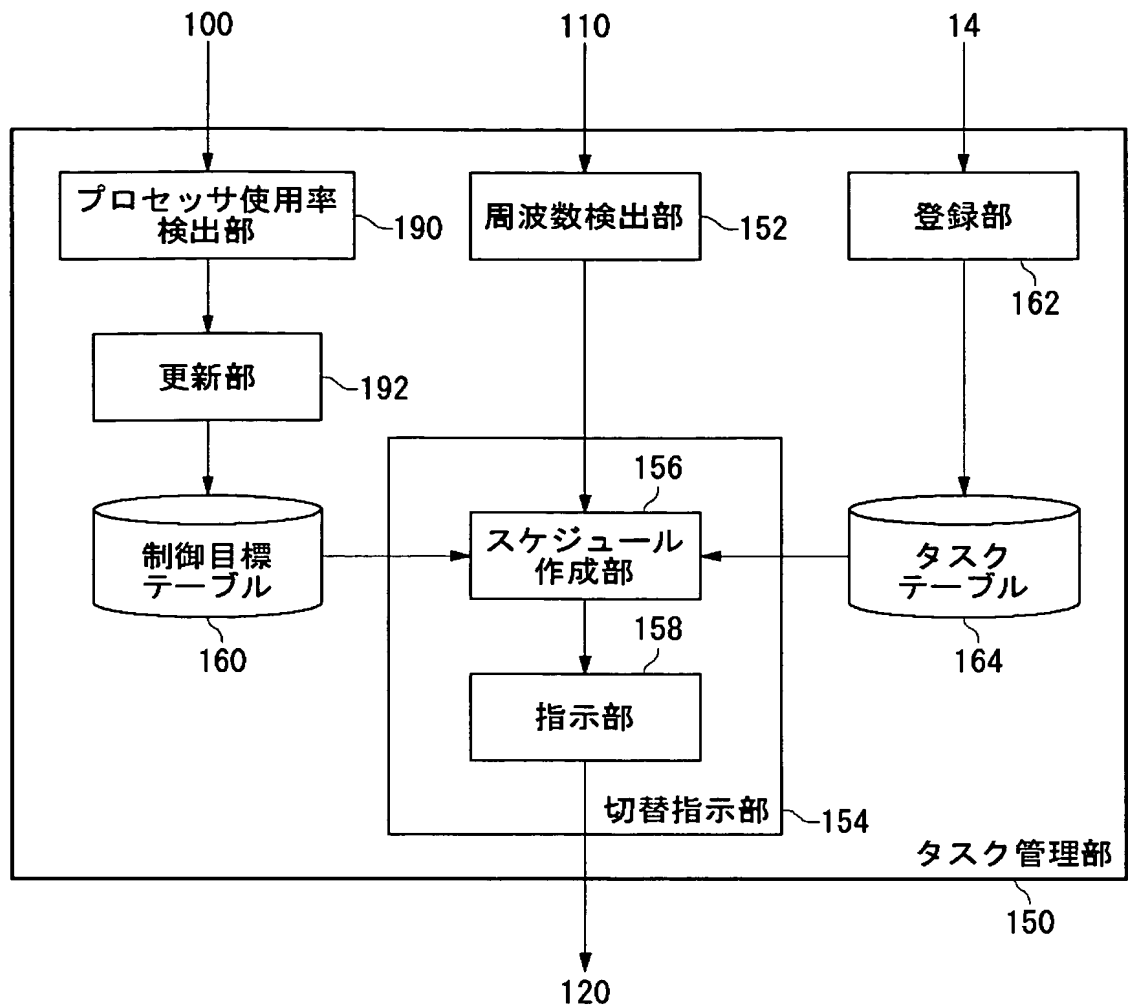 100
110
14
プロセッサ使用率
検出部
190
周波数検出部
152
登録部
162
更新部
192
156
制御目標
テーブル
160
スケジュール
作成部
タスク
テーブル
164
158
指示部
切替指示部
154
タスク管理部
150
120